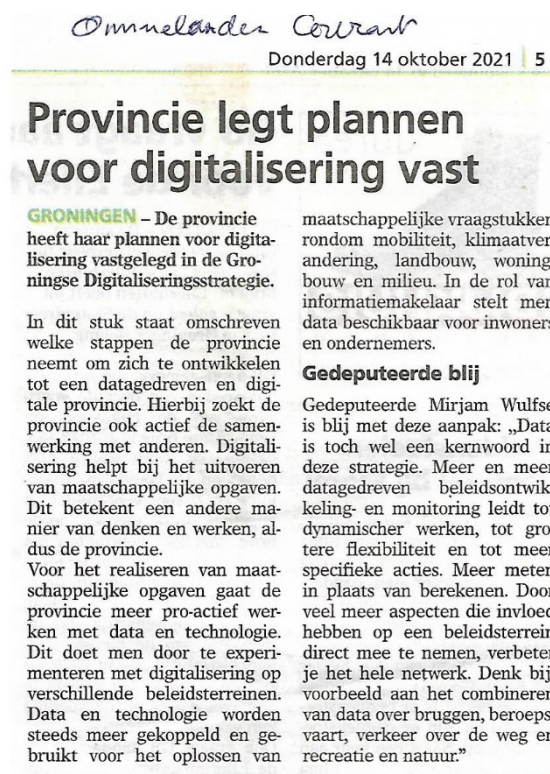 Ommelander Courant
Donderdag 14 oktober 2021 | 5
Provincie legt plannen
voor digitalisering vast
GRONINGEN – De provincie
heeft haar plannen voor digita-
lisering vastgelegd in de Gro-
ningse Digitaliseringsstrategie.
In dit stuk staat omschreven
welke stappen de provincie
neemt om zich te ontwikkelen
tot een datagedreven en digi-
tale provincie. Hierbij zoekt de
provincie ook actief de samen-
werking met anderen. Digitali-
sering helpt bij het uitvoeren
van maatschappelijke opgaven.
Dit betekent een andere ma-
nier van denken en werken, al-
dus de provincie.
Voor het realiseren van maat-
schappelijke opgaven gaat de
provincie meer pro-actief wer-
ken met data en technologie.
Dit doet men door te experi-
menteren met digitalisering op
verschillende beleidsterreinen.
Data en technologie worden
steeds meer gekoppeld en ge-
bruikt voor het oplossen van
maatschappelijke vraagstukken
rondom mobiliteit, klimaatver
andering, landbouw, woning
bouw en milieu. In de rol van
informatiemakelaar stelt men
data beschikbaar voor inwoners
en ondernemers.
Gedeputeerde blij
Gedeputeerde Mirjam Wulfse
is blij met deze aanpak: „Data
is toch wel een kernwoord in
deze strategie. Meer en meer
datagedreven beleidsontwik
keling- en monitoring leidt tot
dynamischer werken, tot gro
tere flexibiliteit en tot meer
specifieke acties. Meer meten
in plaats van berekenen. Door
veel meer aspecten die invloed
hebben op een beleidsterrein
direct mee te nemen, verbeter
je het hele netwerk. Denk bij
voorbeeld aan het combineren
van data over bruggen, beroeps
vaart, verkeer over de weg en
recreatie en natuur.”